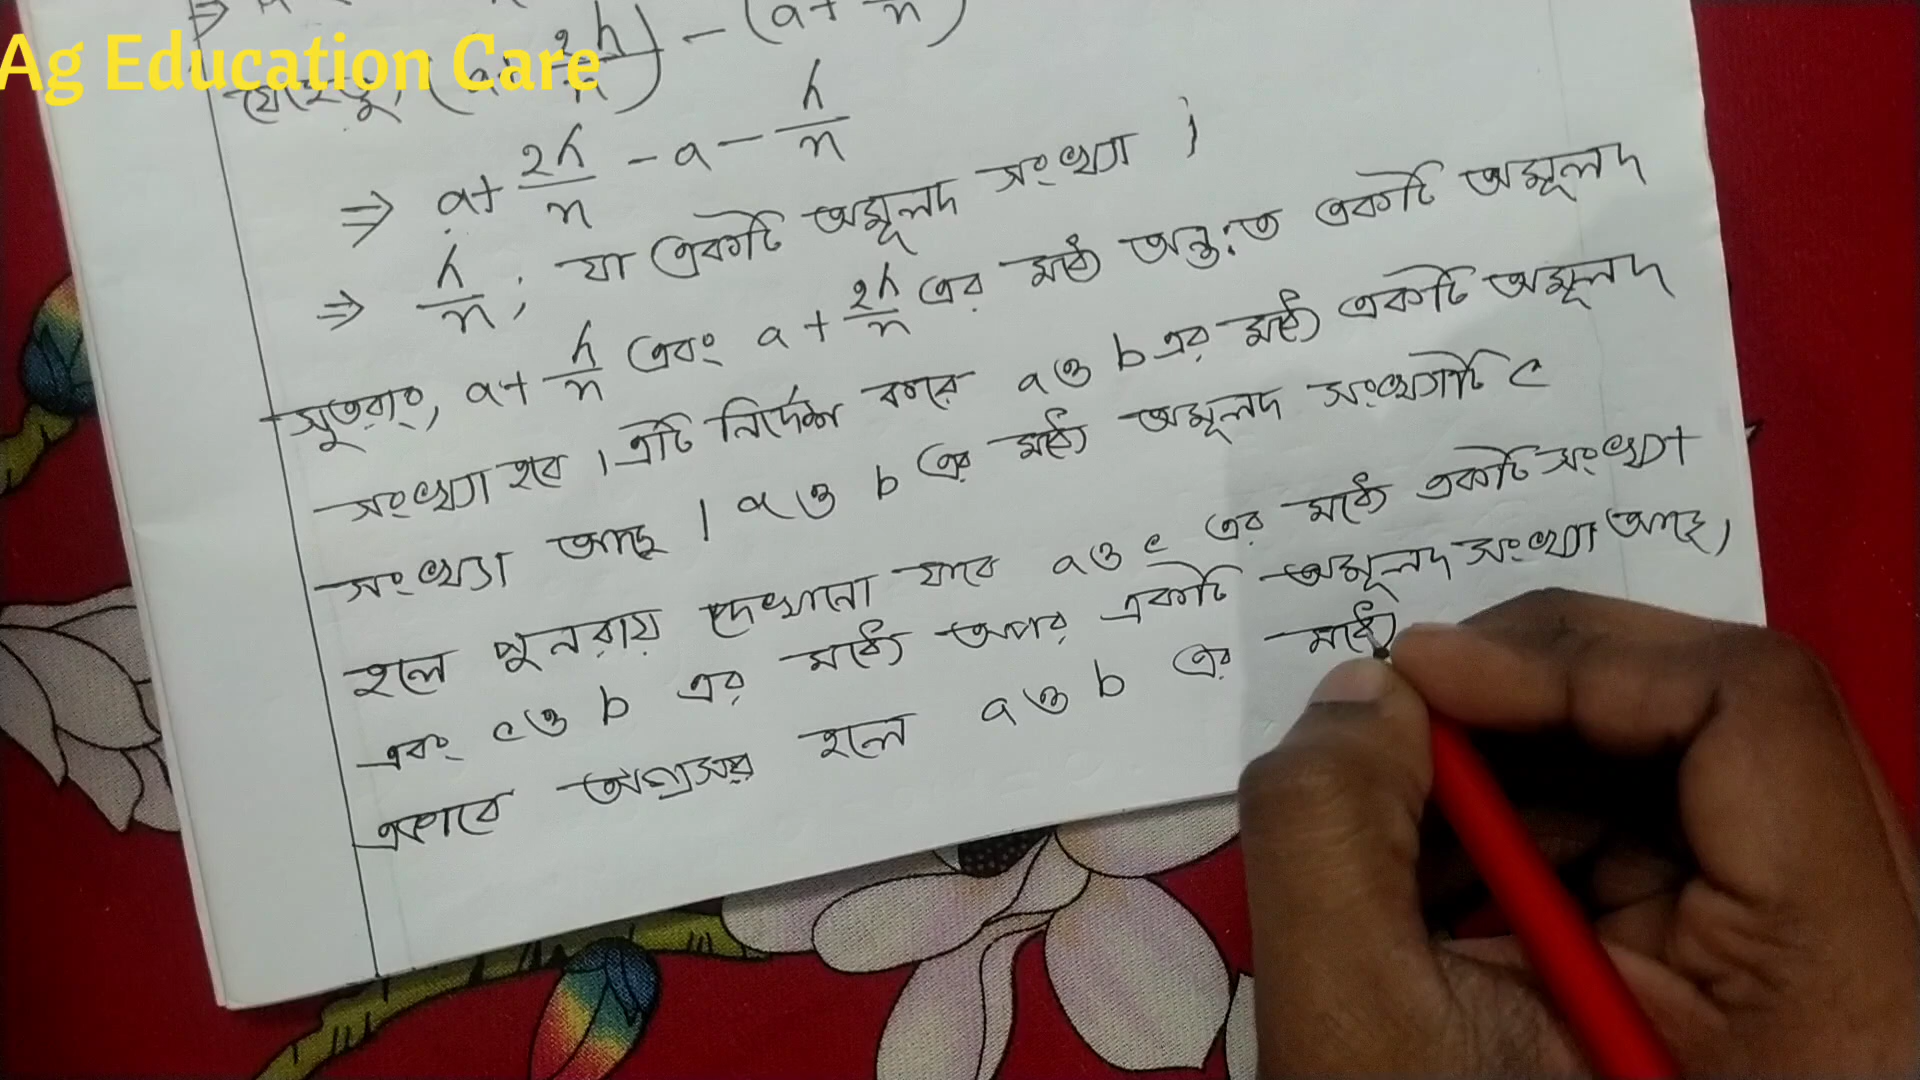 Ag Education Care
যেহেতু, (a+ 2h/n) - (a+ h/n)
⇒ a+ 2h/n - a - h/n
⇒ h/n; যা একটি অমূলদ সংখ্যা।
সুতরাং, a+ h/n এবং a+ 2h/n এর মধ্যে অন্তঃত একটি অমূলদ
সংখ্যা হবে। এটি নির্দেশ করে a ও b এর মধ্যে একটি অমূলদ
সংখ্যা আছে। a ও b এর মধ্যে অমূলদ সংখ্যাটি c
হলে পুনরায় দেখানো যাবে a ও c এর মধ্যে একটি সংখ্যা
এবং c ও b এর মধ্যে অপর একটি অমূলদ সংখ্যা আছে,
এভাবে অগ্রসর হলে a ও b এর মধ্যে